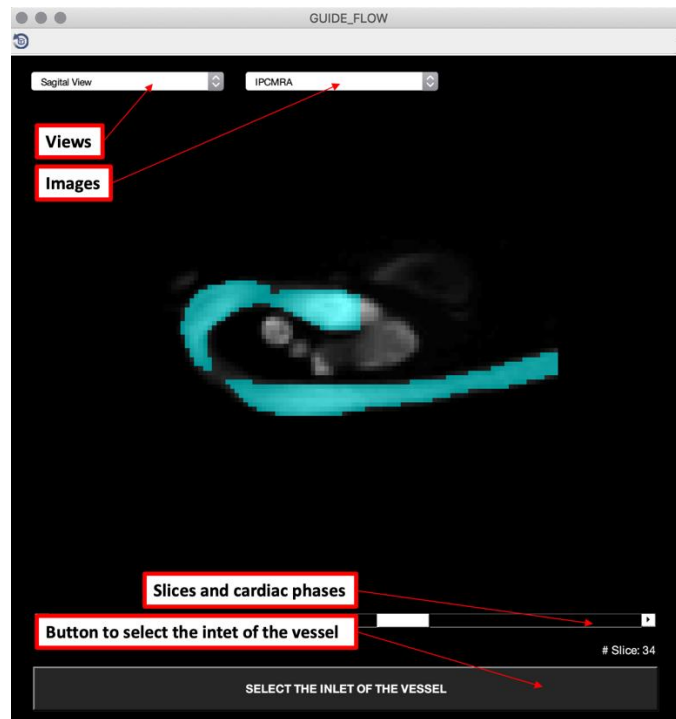 GUIDE_FLOW
Sagital View
IPCMRA
Views
Images
Slices and cardiac phases
Button to select the intet of the vessel
# Slice: 34
SELECT THE INLET OF THE VESSEL